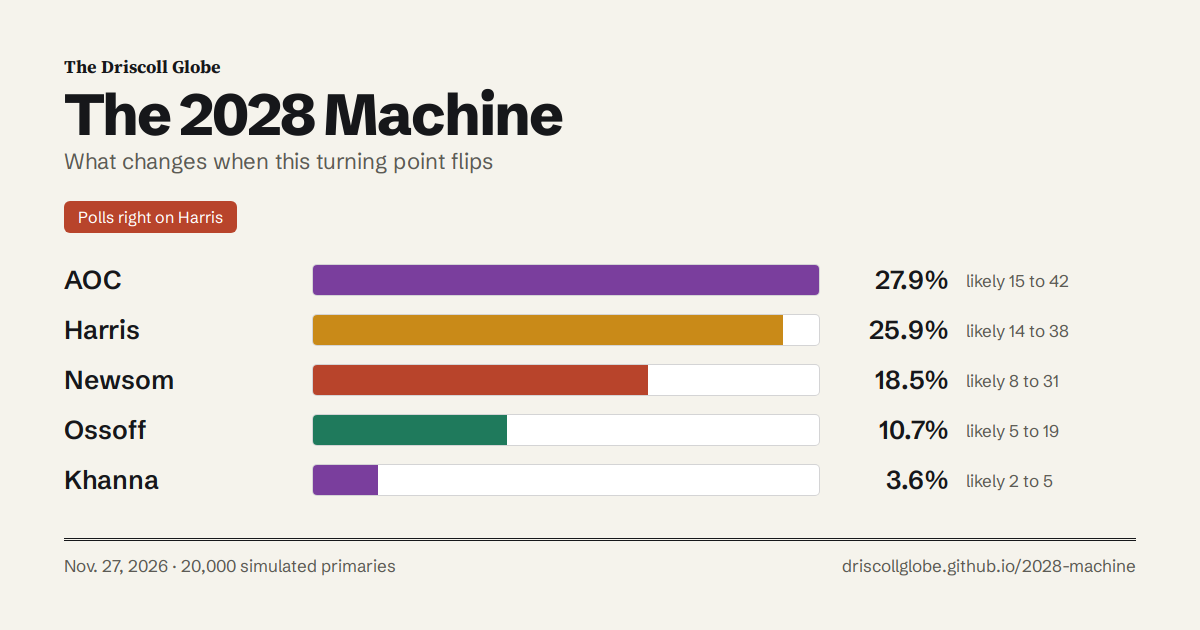 The Driscoll Globe
The 2028 Machine
What changes when this turning point flips
Polls right on Harris
AOC 27.9% likely 15 to 42
Harris 25.9% likely 14 to 38
Newsom 18.5% likely 8 to 31
Ossoff 10.7% likely 5 to 19
Khanna 3.6% likely 2 to 5
Nov. 27, 2026 · 20,000 simulated primaries driscollglobe.github.io/2028-machine